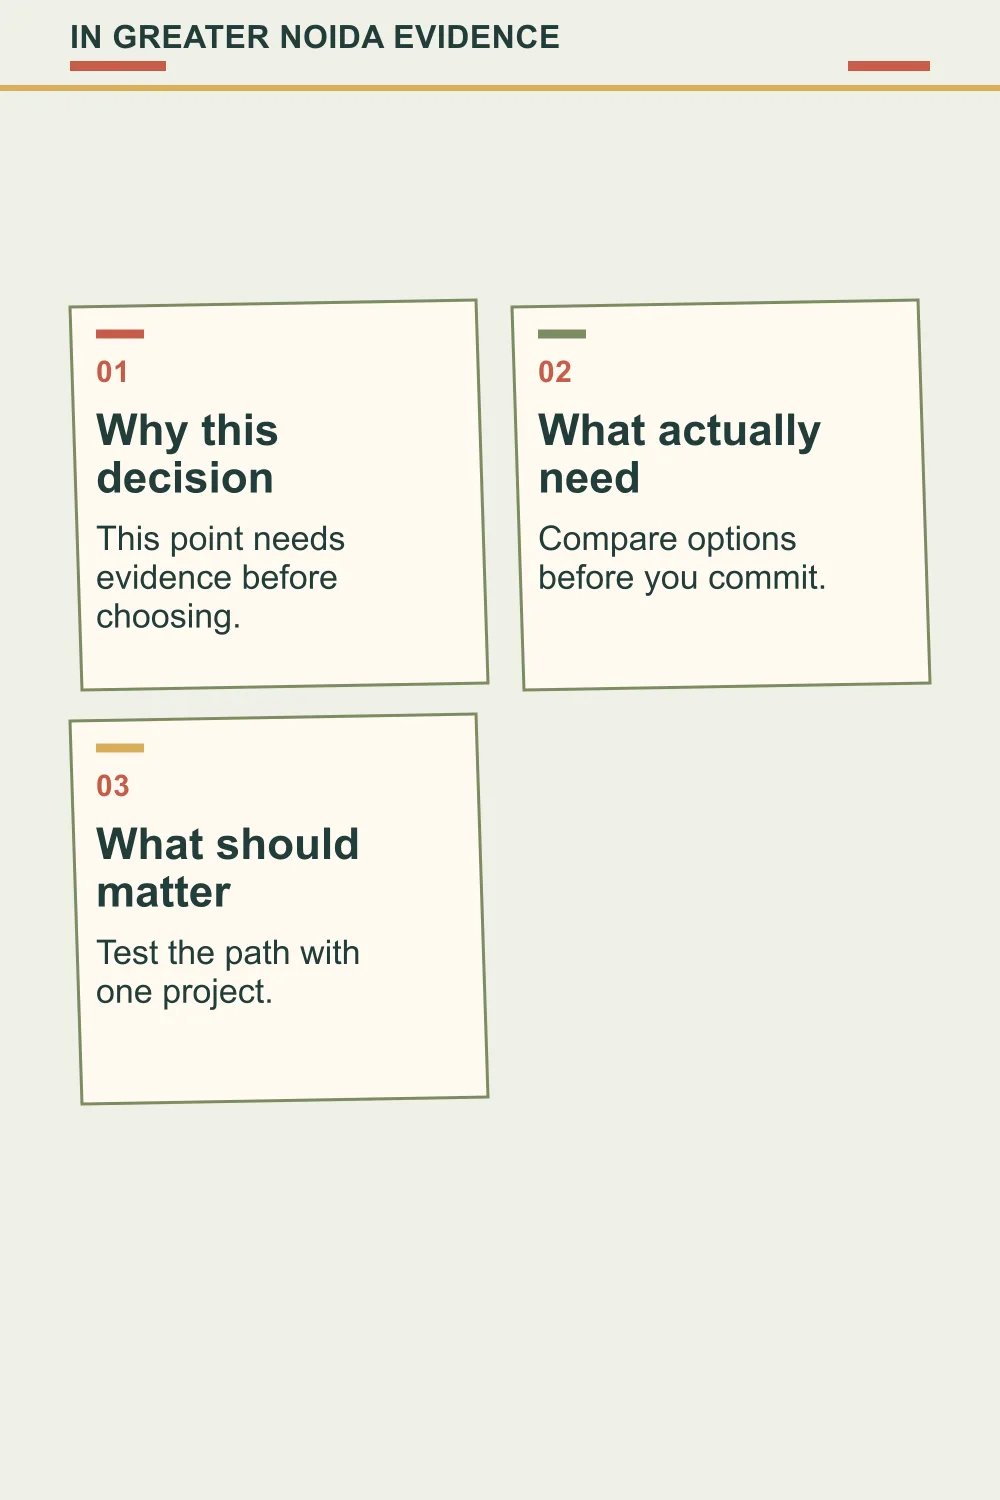 IN GREATER NOIDA EVIDENCE
01
Why this
decision
This point needs
evidence before
choosing.
02
What actually
need
Compare options
before you commit.
03
What should
matter
Test the path with
one project.